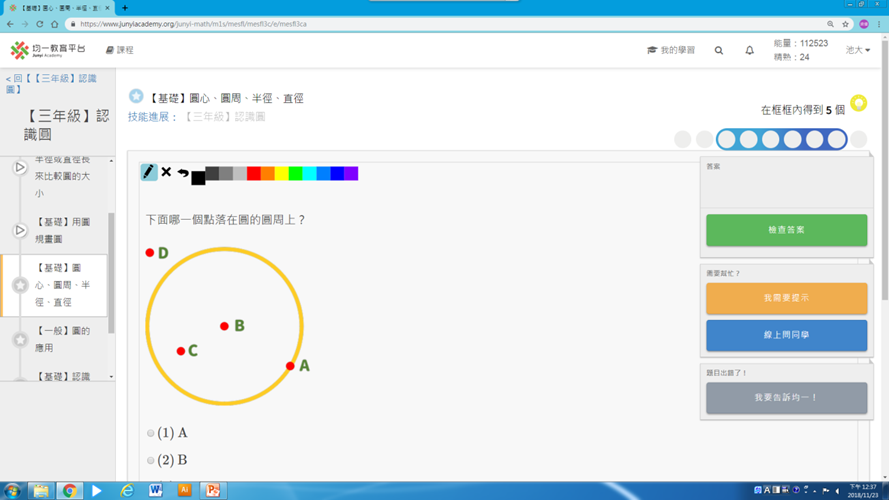 【基礎】圓心、圓周、半徑、直
https://www.junyiacademy.org/junyi-math/m1s/mesfl/mesfl3c/e/mesfl3ca
均一教育平台
Junyi Academy
課程
我的學習
能量：112523
精熟：24
池大
< 回【【三年級】認識
圓】
【三年級】認
識圓
半徑或直徑長
來比較圓的大
小
【基礎】用圓
規畫圓
【基礎】圓
心、圓周、半
徑、直徑
【一般】圓的
應用
【基礎】認識
【基礎】圓心、圓周、半徑、直徑
技能進展：【三年級】認識圓
在框框內得到 5 個
下面哪一個點落在圓的圓周上？
D
B
C
A
(1) A
(2) B
答案
檢查答案
需要幫忙？
我需要提示
線上問同學
題目出錯了！
我要告訴均一！
下午 12:37
2018/11/23